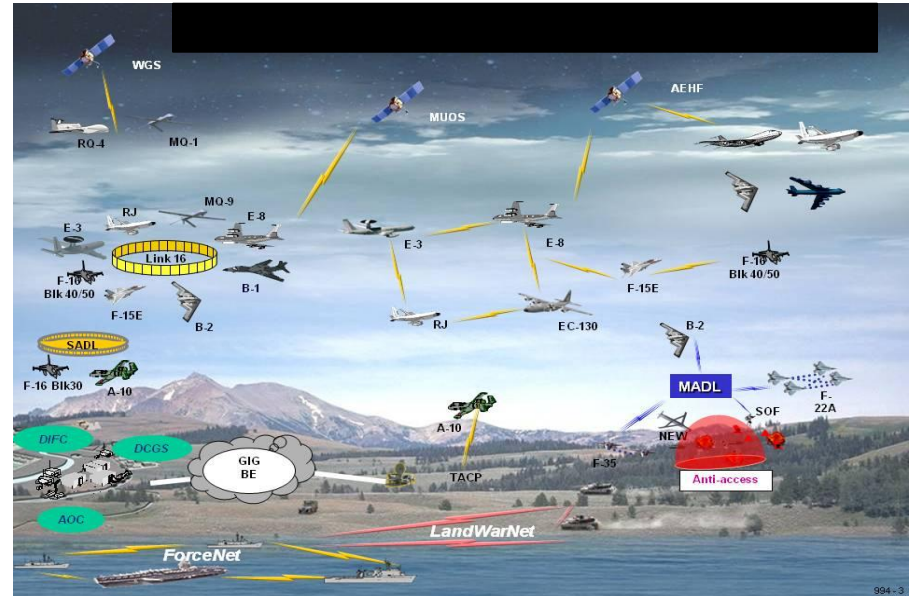 WGS
AEHF
MUOS
RQ-4
MQ-1
MQ-9
RJ
E-8
E-3
Link 16
F-16
Blk 40/50
B-1
F-15E
B-2
E-3
E-8
F-15E
F-16
Blk 40/50
RJ
EC-130
B-2
SADL
F-16 Blk30
A-10
MADL
F-
22A
SOF
NEW
A-10
F-35
DIFC
DCGS
GIG
BE
TACP
Anti-access
AOC
LandWarNet
ForceNet
994 - 3